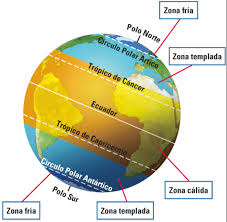 Zona fría
Polo Norte
Círculo Polar Ártico
Zona templada
Trópico de Cáncer
Ecuador
Trópico de Capricornio
Zona cálida
Círculo Polar Antártico
Polo Sur
Zona fría
Zona templada